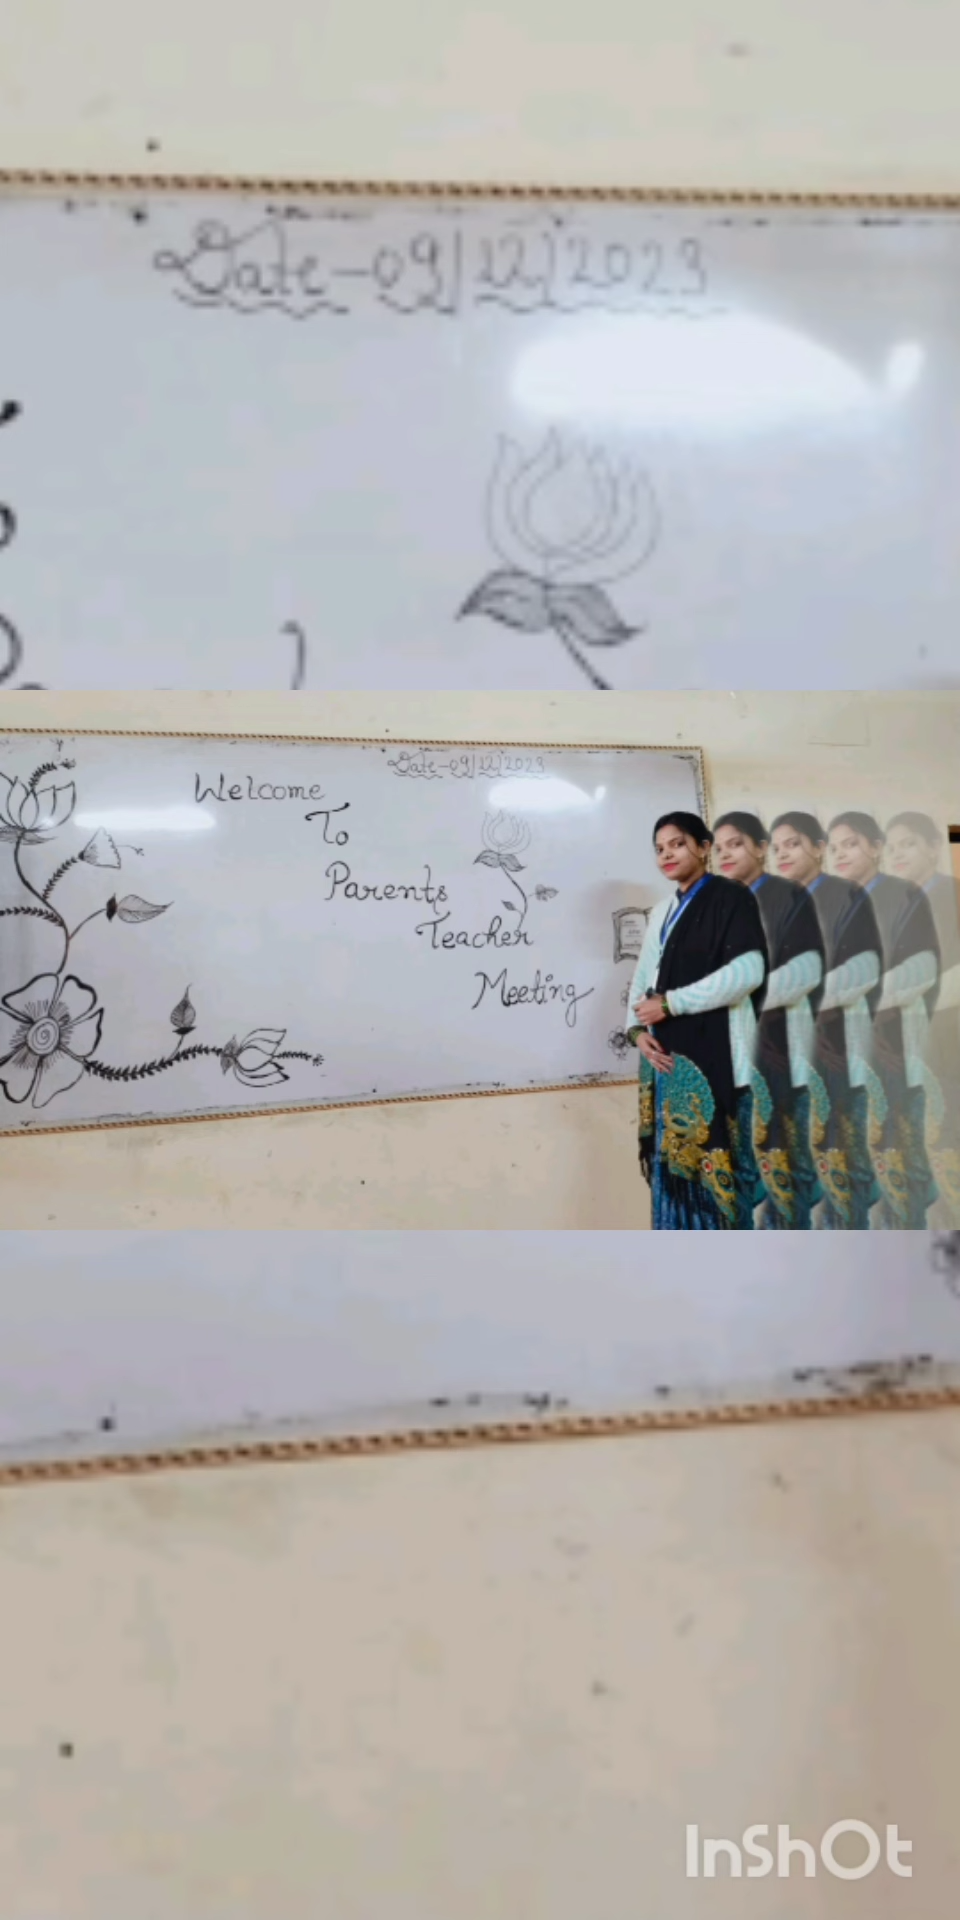 Date-09/12/2023
Date-09/12/2023
Welcome
To
Parents
Teacher
Meeting
InShOt